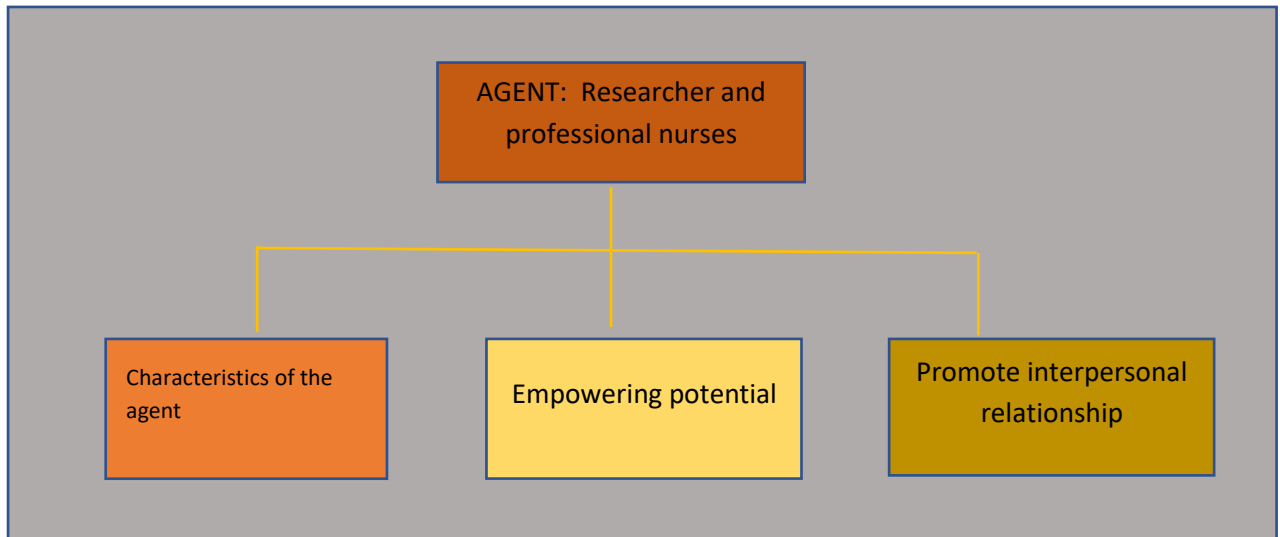 AGENT: Researcher and
professional nurses
Characteristics of the
agent
Empowering potential
Promote interpersonal
relationship